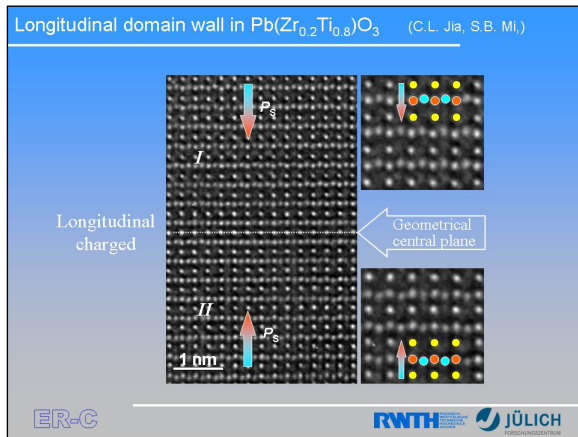 Longitudinal domain wall in Pb(Zr₀.₂Ti₀.₈)O₃ (C.L. Jia, S.B. Mi,)
Pₛ
I
Longitudinal
charged
Geometrical
central plane
II
Pₛ
1 nm
ER-C
RWTH
JÜLICH
FORSCHUNGSZENTRUM